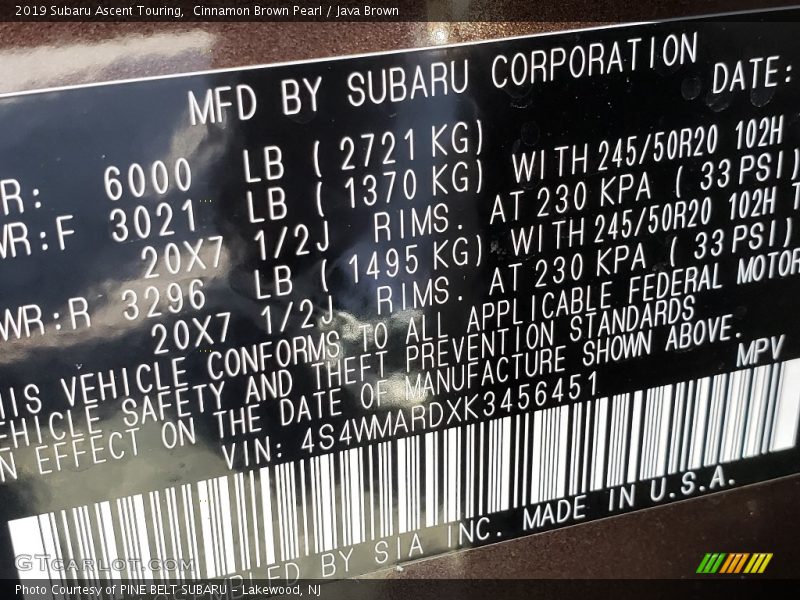 2019 Subaru Ascent Touring,  Cinnamon Brown Pearl / Java Brown
MFD BY SUBARU CORPORATION DATE:
R: 6000 LB ( 2721 KG)
WR:F 3021 LB ( 1370 KG) WITH 245/50R20 102H
20X7 1/2J RIMS. AT 230 KPA ( 33 PSI)
WR:R 3296 LB ( 1495 KG) WITH 245/50R20 102H T
20X7 1/2J RIMS. AT 230 KPA ( 33 PSI)
HIS VEHICLE CONFORMS TO ALL APPLICABLE FEDERAL MOTOR
EHICLE SAFETY AND THEFT PREVENTION STANDARDS
N EFFECT ON THE DATE OF MANUFACTURE SHOWN ABOVE.
VIN: 4S4WMARDXK3456451 MPV
MBLED BY SIA INC. MADE IN U.S.A.
GTCarLot.com
Photo Courtesy of PINE BELT SUBARU - Lakewood, NJ